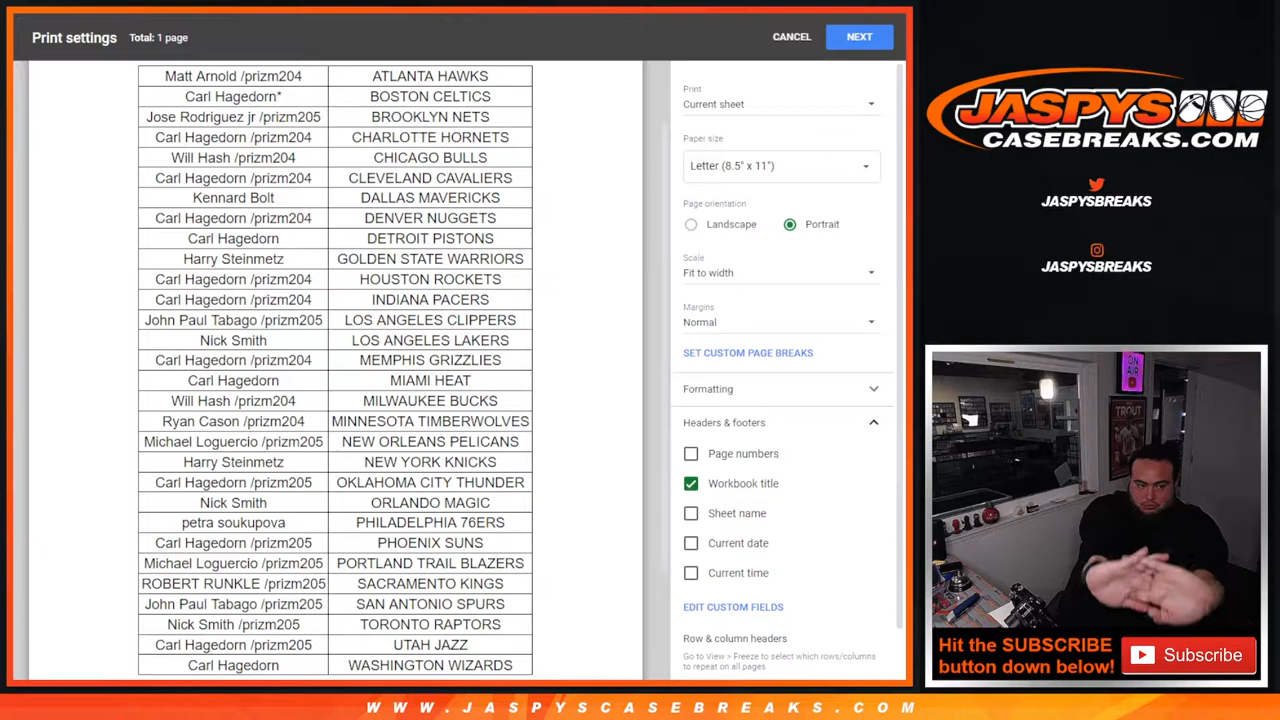 Print settings Total: 1 page CANCEL NEXT
Matt Arnold /prizm204 ATLANTA HAWKS
Carl Hagedorn* BOSTON CELTICS
Jose Rodriguez jr /prizm205 BROOKLYN NETS
Carl Hagedorn /prizm204 CHARLOTTE HORNETS
Will Hash /prizm204 CHICAGO BULLS
Carl Hagedorn /prizm204 CLEVELAND CAVALIERS
Kennard Bolt DALLAS MAVERICKS
Carl Hagedorn /prizm204 DENVER NUGGETS
Carl Hagedorn DETROIT PISTONS
Harry Steinmetz GOLDEN STATE WARRIORS
Carl Hagedorn /prizm204 HOUSTON ROCKETS
Carl Hagedorn /prizm204 INDIANA PACERS
John Paul Tabago /prizm205 LOS ANGELES CLIPPERS
Nick Smith LOS ANGELES LAKERS
Carl Hagedorn /prizm204 MEMPHIS GRIZZLIES
Carl Hagedorn MIAMI HEAT
Will Hash /prizm204 MILWAUKEE BUCKS
Ryan Cason /prizm204 MINNESOTA TIMBERWOLVES
Michael Loguercio /prizm205 NEW ORLEANS PELICANS
Harry Steinmetz NEW YORK KNICKS
Carl Hagedorn /prizm205 OKLAHOMA CITY THUNDER
Nick Smith ORLANDO MAGIC
petra soukupova PHILADELPHIA 76ERS
Carl Hagedorn /prizm205 PHOENIX SUNS
Michael Loguercio /prizm205 PORTLAND TRAIL BLAZERS
ROBERT RUNKLE /prizm205 SACRAMENTO KINGS
John Paul Tabago /prizm205 SAN ANTONIO SPURS
Nick Smith /prizm205 TORONTO RAPTORS
Carl Hagedorn /prizm205 UTAH JAZZ
Carl Hagedorn WASHINGTON WIZARDS
Print
Current sheet
Paper size
Letter (8.5" x 11")
Page orientation
Landscape Portrait
Scale
Fit to width
Margins
Normal
SET CUSTOM PAGE BREAKS
Formatting
Headers & footers
Page numbers
Workbook title
Sheet name
Current date
Current time
EDIT CUSTOM FIELDS
Row & column headers
Go to View > Freeze to select which rows/columns
to repeat on all pages
JASPYS
CASEBREAKS.COM
JASPYSBREAKS
JASPYSBREAKS
ON
AIR
TROUT
Hit the SUBSCRIBE
button down below!
Subscribe
WWW.JASPYSCASEBREAKS.COM